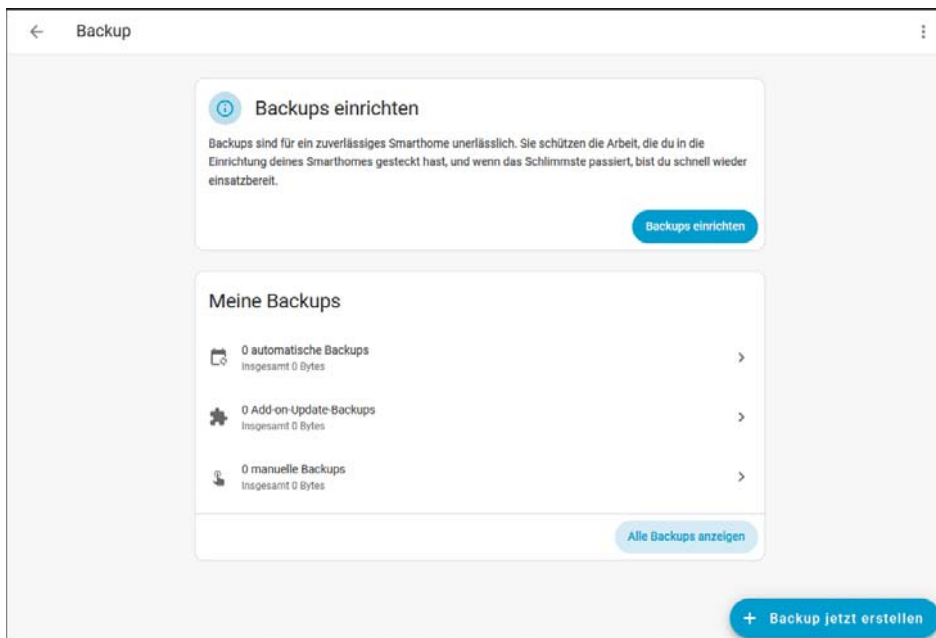 Backup
Backups einrichten
Backups sind für ein zuverlässiges Smarthome unerlässlich. Sie schützen die Arbeit, die du in die
Einrichtung deines Smarthomes gesteckt hast, und wenn das Schlimmste passiert, bist du schnell wieder
einsatzbereit.
Backups einrichten
Meine Backups
0 automatische Backups
Insgesamt 0 Bytes
0 Add-on-Update-Backups
Insgesamt 0 Bytes
0 manuelle Backups
Insgesamt 0 Bytes
Alle Backups anzeigen
Backup jetzt erstellen